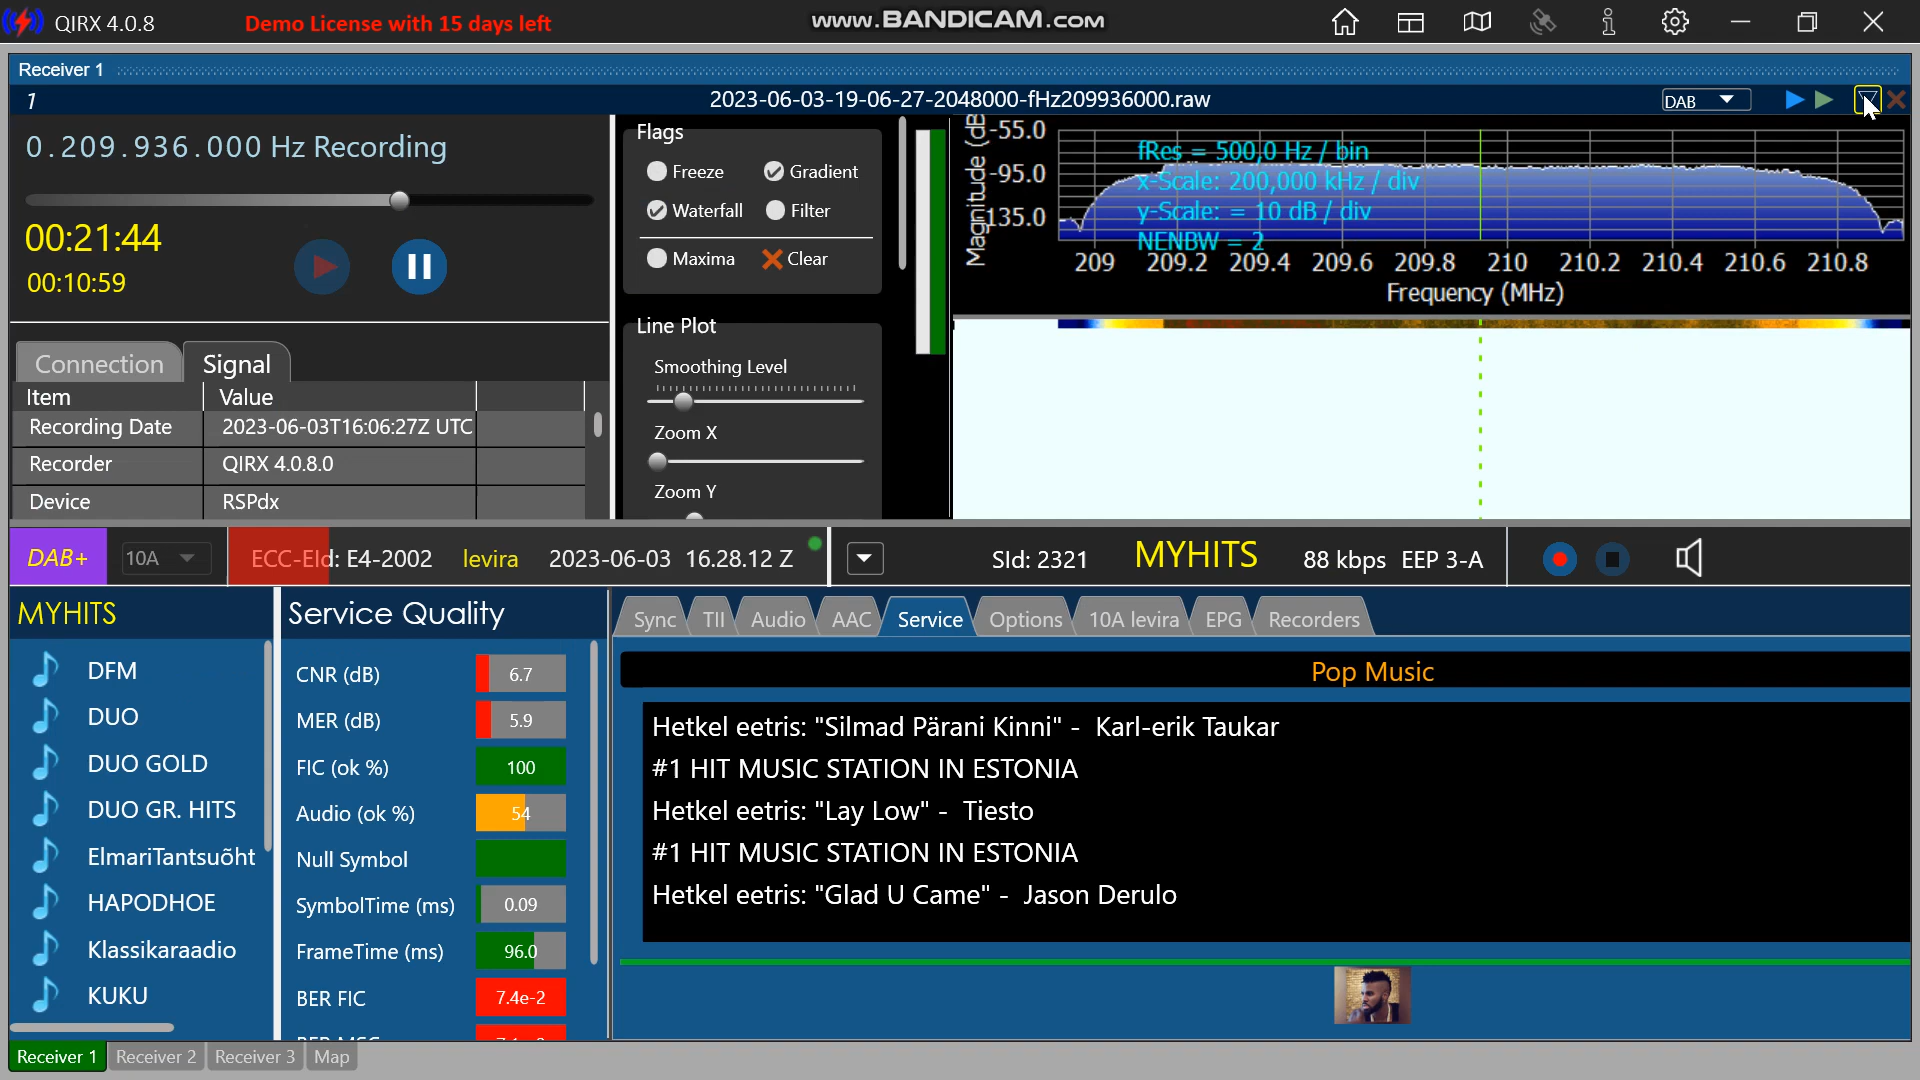 QIRX 4.0.8
Demo License with 15 days left
www.BANDICAM.com
Receiver 1
1
2023-06-03-19-06-27-2048000-fHz209936000.raw
DAB
0.209.936.000 Hz Recording
00:21:44
00:10:59
Connection
Signal
Item Value
Recording Date 2023-06-03T16:06:27Z UTC
Recorder QIRX 4.0.8.0
Device RSPdx
Flags
Freeze Gradient
Waterfall Filter
Maxima Clear
Line Plot
Smoothing Level
Zoom X
Zoom Y
Magnitude (dB
-55.0
-95.0
135.0
fRes = 500,0 Hz / bin
x-Scale: 200,000 kHz / div
y-Scale: = 10 dB / div
NENBW = 2
209 209.2 209.4 209.6 209.8 210 210.2 210.4 210.6 210.8
Frequency (MHz)
DAB+ 10A ECC-EId: E4-2002 levira 2023-06-03 16.28.12 Z
SId: 2321 MYHITS 88 kbps EEP 3-A
MYHITS
DFM
DUO
DUO GOLD
DUO GR. HITS
ElmariTantsuõht
HAPODHOE
Klassikaraadio
KUKU
Service Quality
CNR (dB) 6.7
MER (dB) 5.9
FIC (ok %) 100
Audio (ok %) 54
Null Symbol
SymbolTime (ms) 0.09
FrameTime (ms) 96.0
BER FIC 7.4e-2
Sync TII Audio AAC Service Options 10A levira EPG Recorders
Pop Music
Hetkel eetris: "Silmad Pärani Kinni" - Karl-erik Taukar
#1 HIT MUSIC STATION IN ESTONIA
Hetkel eetris: "Lay Low" - Tiesto
#1 HIT MUSIC STATION IN ESTONIA
Hetkel eetris: "Glad U Came" - Jason Derulo
Receiver 1 Receiver 2 Receiver 3 Map